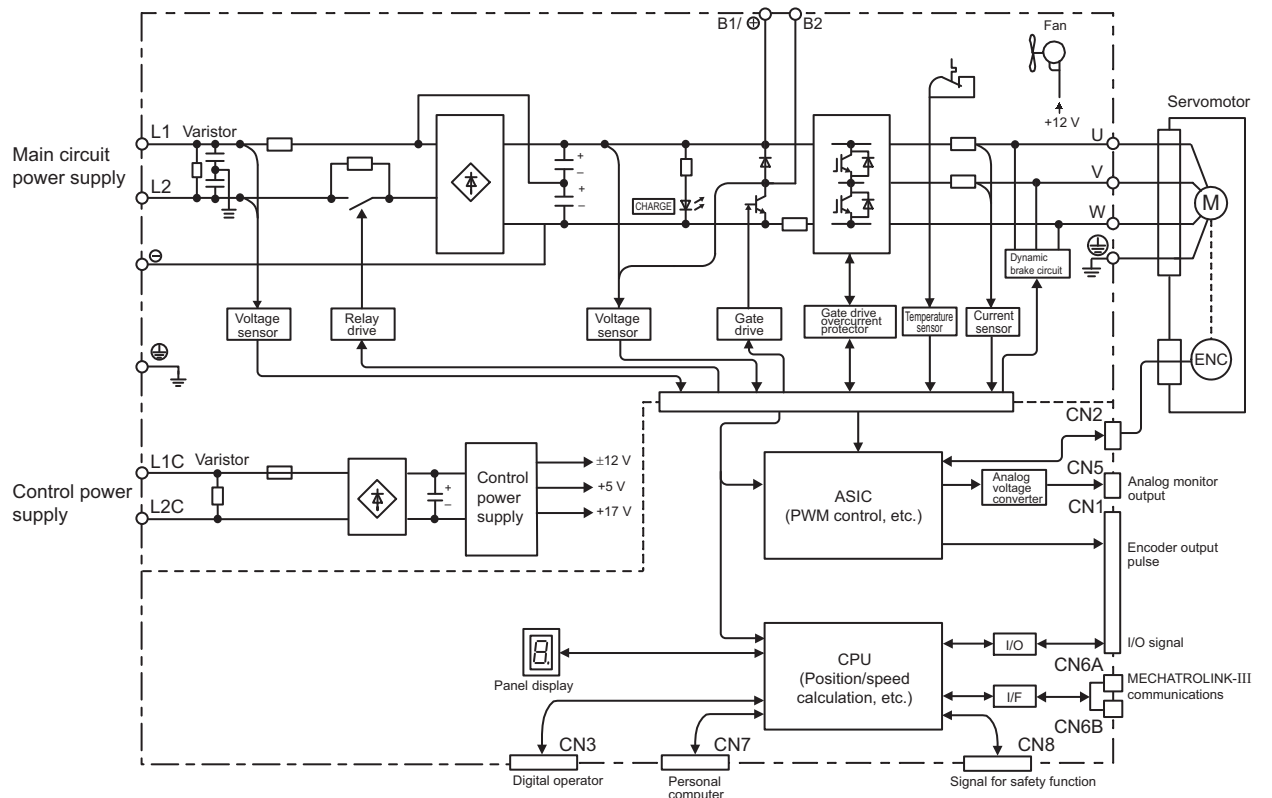 B1/ ⊕
B2
Fan
+12 V
Servomotor
Main circuit
power supply
L1
Varistor
L2
+
–
+
–
CHARGE
U
V
W
M
⊖
Dynamic
brake circuit
Voltage
sensor
Relay
drive
Voltage
sensor
Gate
drive
Gate drive
overcurrent
protector
Temperature
sensor
Current
sensor
ENC
CN2
Control power
supply
L1C
Varistor
L2C
+
–
Control
power
supply
±12 V
+5 V
+17 V
ASIC
(PWM control, etc.)
Analog
voltage
converter
CN5
Analog monitor
output
CN1
Encoder output
pulse
I/O
I/O signal
8.
Panel display
CPU
(Position/speed
calculation, etc.)
CN6A
I/F
MECHATROLINK-III
communications
CN6B
CN3
Digital operator
CN7
Personal
computer
CN8
Signal for safety function